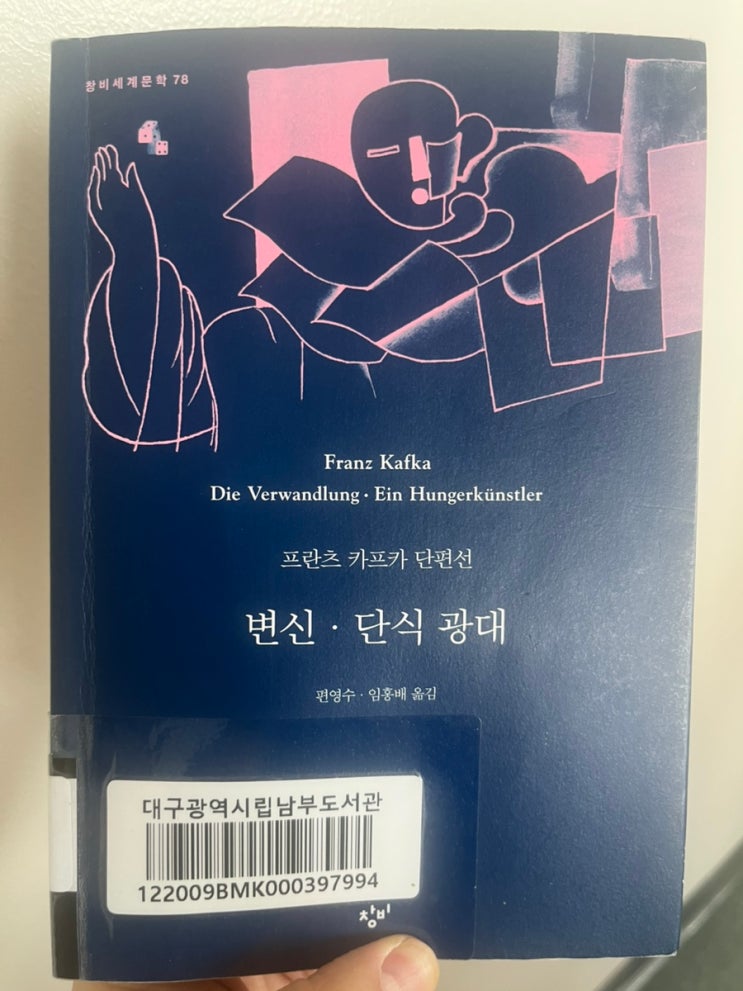 창비세계문학 78
Franz Kafka
Die Verwandlung · Ein Hungerkünstler
프란츠 카프카 단편선
변신 · 단식 광대
편영수 · 임홍배 옮김
대구광역시립남부도서관
122009BMK000397994
창비